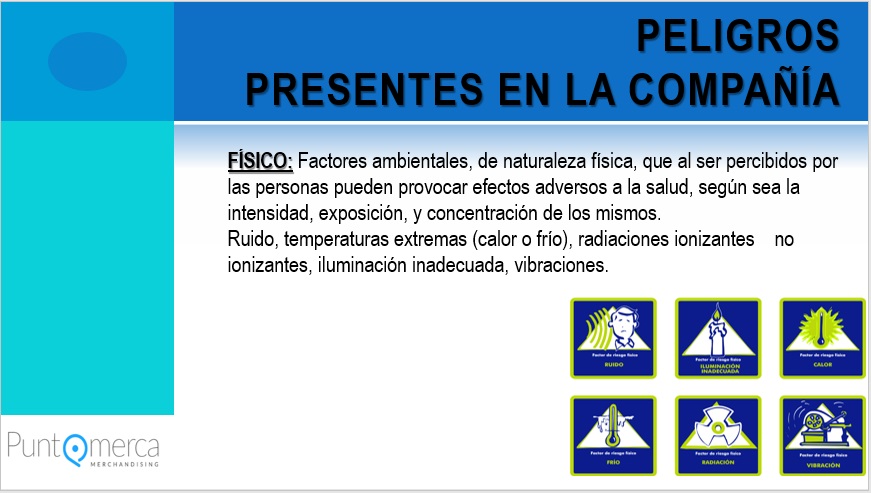 PELIGROS
PRESENTES EN LA COMPAÑÍA
FÍSICO: Factores ambientales, de naturaleza física, que al ser percibidos por
las personas pueden provocar efectos adversos a la salud, según sea la
intensidad, exposición, y concentración de los mismos.
Ruido, temperaturas extremas (calor o frío), radiaciones ionizantes no
ionizantes, iluminación inadecuada, vibraciones.
Factor de riesgo físico
RUIDO
Factor de riesgo físico
ILUMINACIÓN
INADECUADA
Factor de riesgo físico
CALOR
Factor de riesgo físico
FRÍO
Factor de riesgo físico
RADIACIÓN
Factor de riesgo físico
VIBRACIÓN
Puntomerca
MERCHANDISING